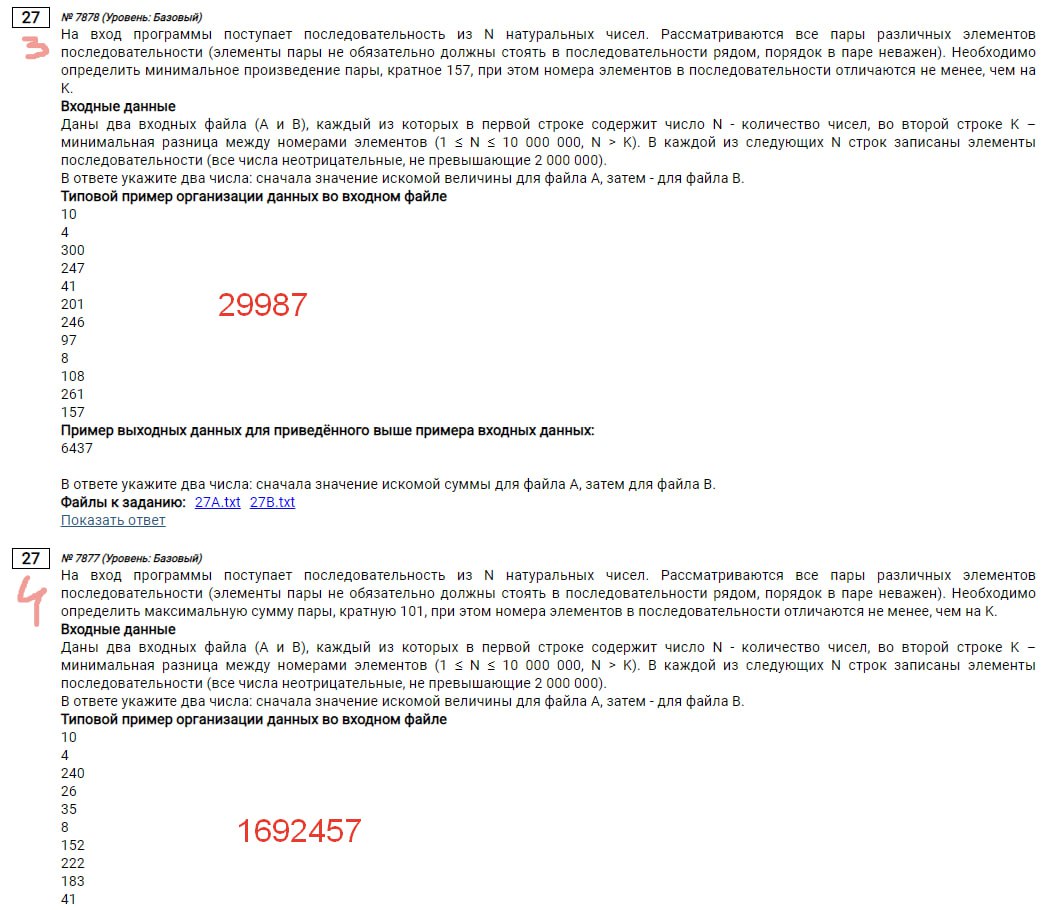 27 № 7878 (Уровень: Базовый)
3
На вход программы поступает последовательность из N натуральных чисел. Рассматриваются все пары различных элементов
последовательности (элементы пары не обязательно должны стоять в последовательности рядом, порядок в паре неважен). Необходимо
определить минимальное произведение пары, кратное 157, при этом номера элементов в последовательности отличаются не менее, чем на
K.
Входные данные
Даны два входных файла (A и B), каждый из которых в первой строке содержит число N - количество чисел, во второй строке K –
минимальная разница между номерами элементов (1 ≤ N ≤ 10 000 000, N > K). В каждой из следующих N строк записаны элементы
последовательности (все числа неотрицательные, не превышающие 2 000 000).
В ответе укажите два числа: сначала значение искомой величины для файла А, затем - для файла B.
Типовой пример организации данных во входном файле
10
4
300
247
41
201
29987
246
97
8
108
261
157
Пример выходных данных для приведённого выше примера входных данных:
6437
В ответе укажите два числа: сначала значение искомой суммы для файла А, затем для файла B.
Файлы к заданию: 27A.txt 27B.txt
Показать ответ
27 № 7877 (Уровень: Базовый)
4
На вход программы поступает последовательность из N натуральных чисел. Рассматриваются все пары различных элементов
последовательности (элементы пары не обязательно должны стоять в последовательности рядом, порядок в паре неважен). Необходимо
определить максимальную сумму пары, кратную 101, при этом номера элементов в последовательности отличаются не менее, чем на K.
Входные данные
Даны два входных файла (A и B), каждый из которых в первой строке содержит число N - количество чисел, во второй строке K –
минимальная разница между номерами элементов (1 ≤ N ≤ 10 000 000, N > K). В каждой из следующих N строк записаны элементы
последовательности (все числа неотрицательные, не превышающие 2 000 000).
В ответе укажите два числа: сначала значение искомой величины для файла А, затем - для файла B.
Типовой пример организации данных во входном файле
10
4
240
26
35
8
1692457
152
222
183
41